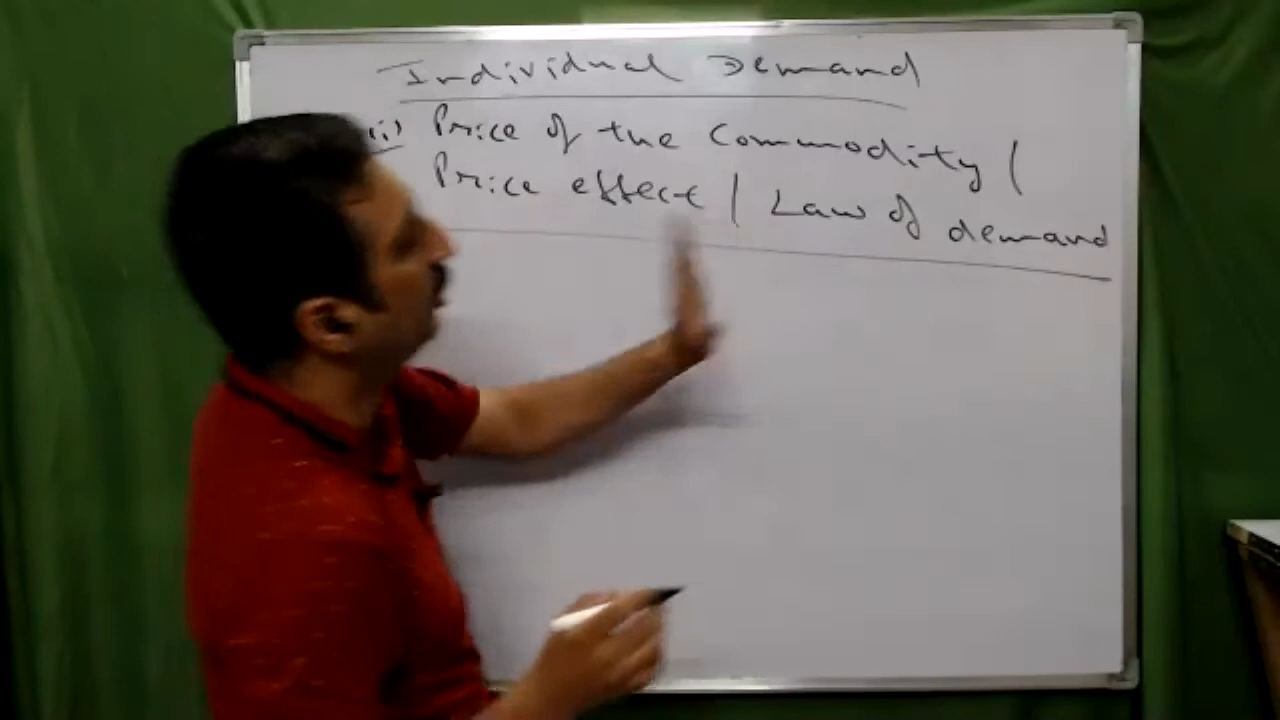 Individual Demand
(i) Price of the Commodity /
Price effect / Law of demand